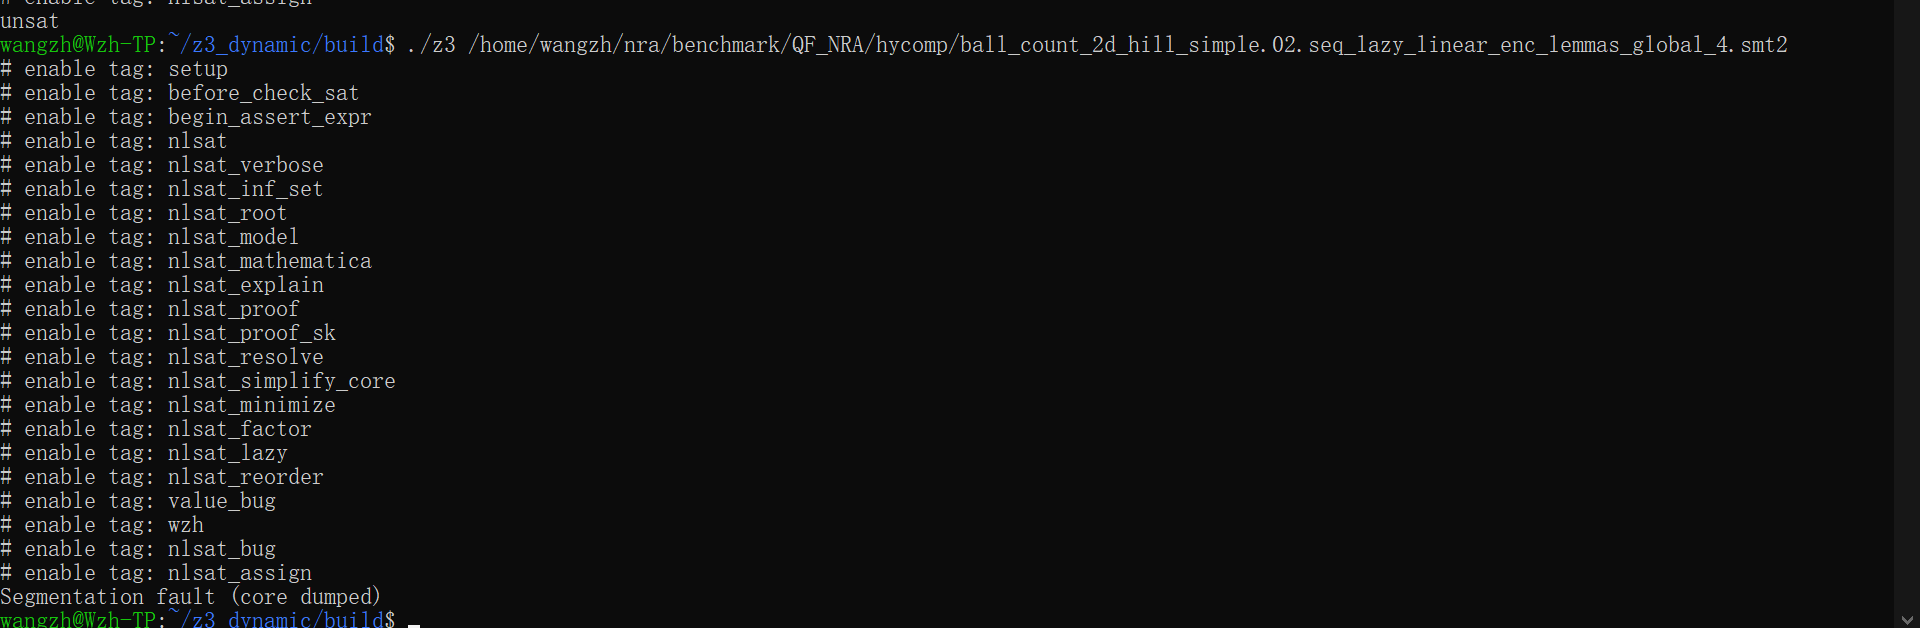 # enable tag: nlsat_assign
unsat
wangzh@Wzh-TP:~/z3_dynamic/build$ ./z3 /home/wangzh/nra/benchmark/QF_NRA/hycomp/ball_count_2d_hill_simple.02.seq_lazy_linear_enc_lemmas_global_4.smt2
# enable tag: setup
# enable tag: before_check_sat
# enable tag: begin_assert_expr
# enable tag: nlsat
# enable tag: nlsat_verbose
# enable tag: nlsat_inf_set
# enable tag: nlsat_root
# enable tag: nlsat_model
# enable tag: nlsat_mathematica
# enable tag: nlsat_explain
# enable tag: nlsat_proof
# enable tag: nlsat_proof_sk
# enable tag: nlsat_resolve
# enable tag: nlsat_simplify_core
# enable tag: nlsat_minimize
# enable tag: nlsat_factor
# enable tag: nlsat_lazy
# enable tag: nlsat_reorder
# enable tag: value_bug
# enable tag: wzh
# enable tag: nlsat_bug
# enable tag: nlsat_assign
Segmentation fault (core dumped)
wangzh@Wzh-TP:~/z3_dynamic/build$